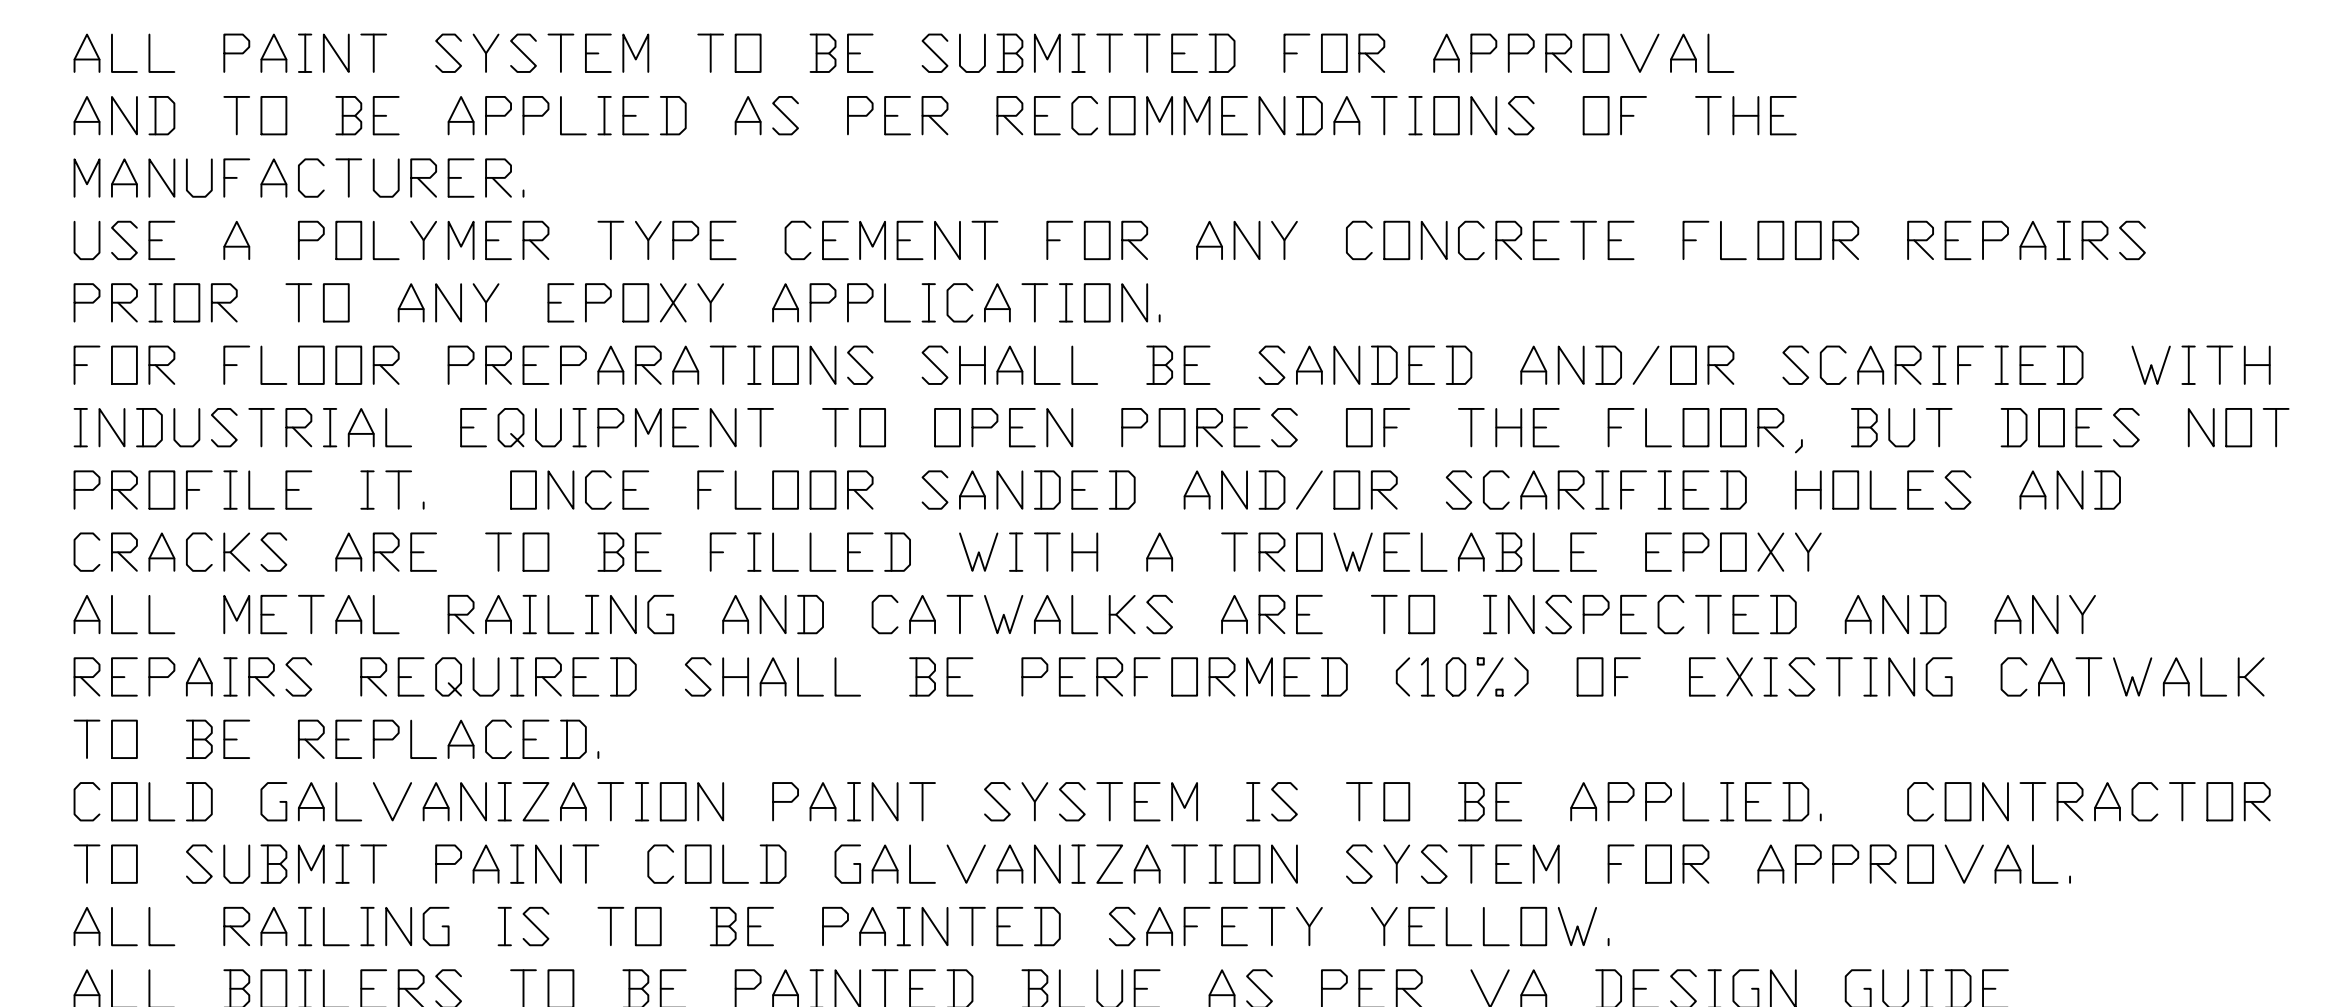 ALL PAINT SYSTEM TO BE SUBMITTED FOR APPROVAL
AND TO BE APPLIED AS PER RECOMMENDATIONS OF THE
MANUFACTURER.
USE A POLYMER TYPE CEMENT FOR ANY CONCRETE FLOOR REPAIRS
PRIOR TO ANY EPOXY APPLICATION.
FOR FLOOR PREPARATIONS SHALL BE SANDED AND/OR SCARIFIED WITH
INDUSTRIAL EQUIPMENT TO OPEN PORES OF THE FLOOR, BUT DOES NOT
PROFILE IT.  ONCE FLOOR SANDED AND/OR SCARIFIED HOLES AND
CRACKS ARE TO BE FILLED WITH A TROWELABLE EPOXY
ALL METAL RAILING AND CATWALKS ARE TO INSPECTED AND ANY
REPAIRS REQUIRED SHALL BE PERFORMED (10%) OF EXISTING CATWALK
TO BE REPLACED.
COLD GALVANIZATION PAINT SYSTEM IS TO BE APPLIED.  CONTRACTOR
TO SUBMIT PAINT COLD GALVANIZATION SYSTEM FOR APPROVAL.
ALL RAILING IS TO BE PAINTED SAFETY YELLOW.
ALL BOILERS TO BE PAINTED BLUE AS PER VA DESIGN GUIDE